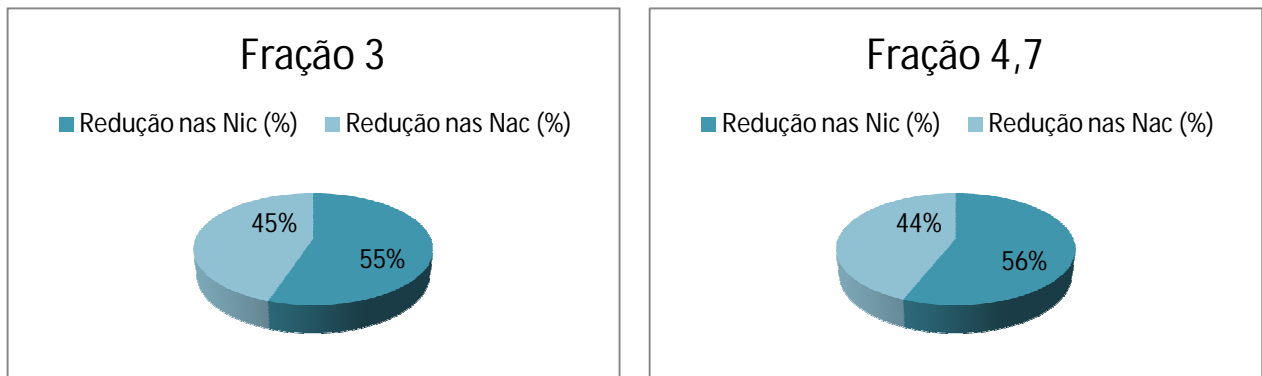 Fração 3
Redução nas Nic (%) Redução nas Nac (%)
45%
55%
Fração 4,7
Redução nas Nic (%) Redução nas Nac (%)
44%
56%